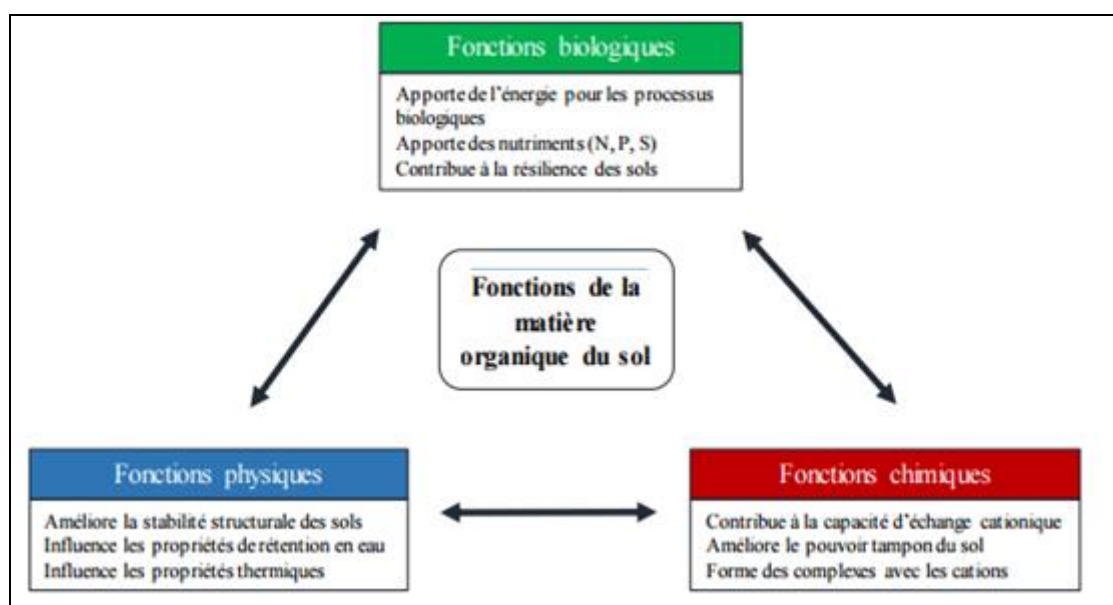 Fonctions biologiques
Apporte de l'énergie pour les processus
biologiques
Apporte des nutriments (N, P, S)
Contribue à la résilience des sols
Fonctions de la
matière
organique du sol
Fonctions physiques
Améliore la stabilité structurale des sols
Influence les propriétés de rétention en eau
Influence les propriétés thermiques
Fonctions chimiques
Contribue à la capacité d'échange cationique
Améliore le pouvoir tampon du sol
Forme des complexes avec les cations